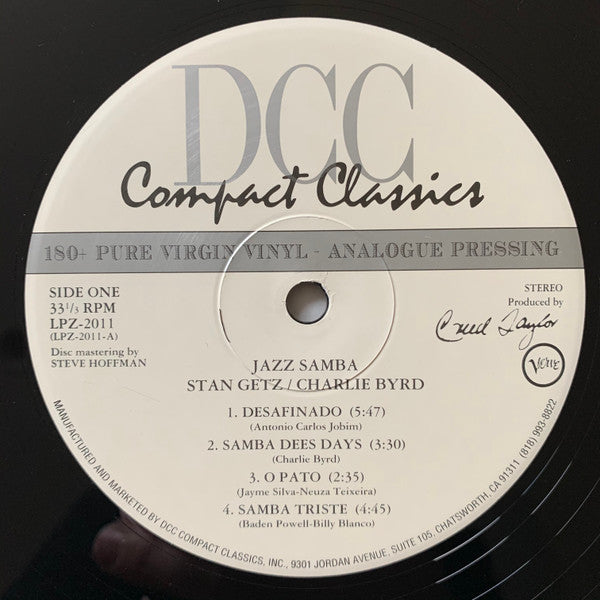 DCC
Compact Classics
180+ PURE VIRGIN VINYL - ANALOGUE PRESSING
SIDE ONE
33 1/3 RPM
LPZ-2011
(LPZ-2011-A)
Disc mastering by
STEVE HOFFMAN
STEREO
Produced by
Creed Taylor
Verve
JAZZ SAMBA
STAN GETZ / CHARLIE BYRD
1. DESAFINADO (5:47)
(Antonio Carlos Jobim)
2. SAMBA DEES DAYS (3:30)
(Charlie Byrd)
3. O PATO (2:35)
(Jayme Silva-Neuza Teixeira)
4. SAMBA TRISTE (4:45)
(Baden Powell-Billy Blanco)
MANUFACTURED AND MARKETED BY DCC COMPACT CLASSICS, INC., 9301 JORDAN AVENUE, SUITE 105, CHATSWORTH, CA 91311 (818) 993-8822